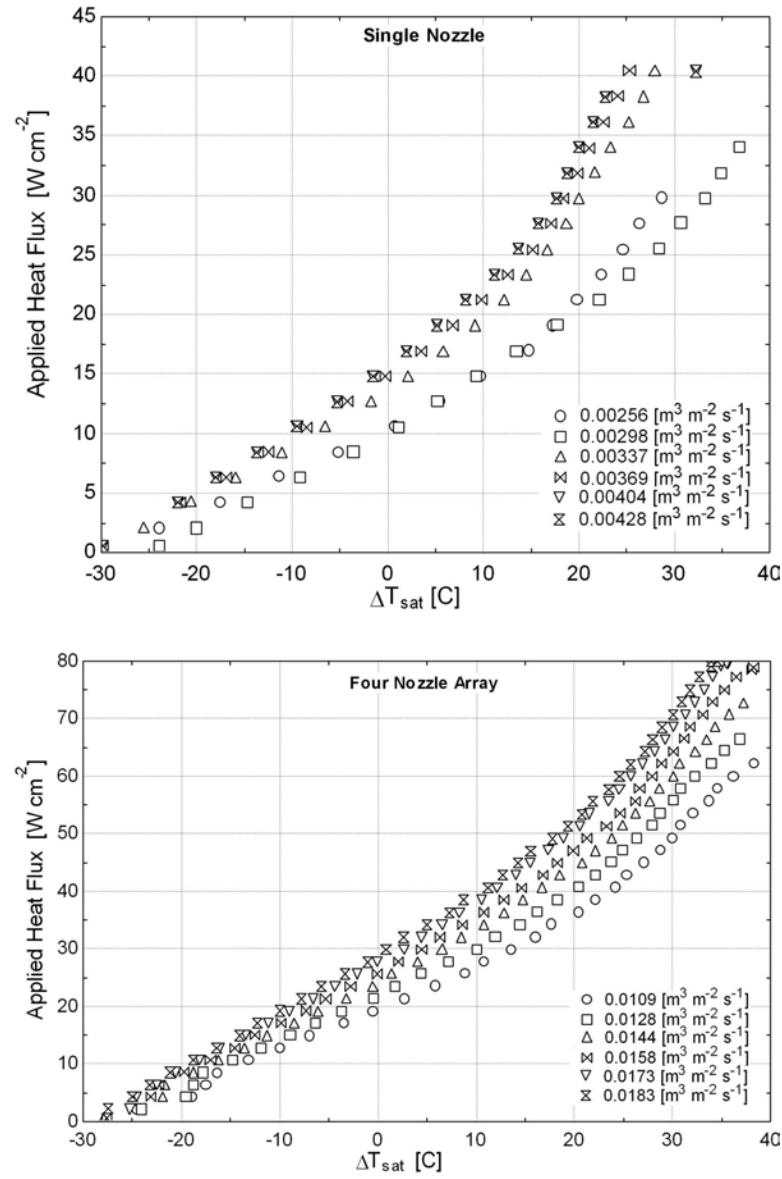 Single Nozzle
45
40
35
30
25
20
15
10
5
0
Applied Heat Flux [W cm⁻²]
○ 0.00256 [m³ m⁻² s⁻¹]
□ 0.00298 [m³ m⁻² s⁻¹]
△ 0.00337 [m³ m⁻² s⁻¹]
⋈ 0.00369 [m³ m⁻² s⁻¹]
▽ 0.00404 [m³ m⁻² s⁻¹]
⧖ 0.00428 [m³ m⁻² s⁻¹]
-30 -20 -10 0 10 20 30 40
ΔTsat [C]
Four Nozzle Array
80
70
60
50
40
30
20
10
0
Applied Heat Flux [W cm⁻²]
○ 0.0109 [m³ m⁻² s⁻¹]
□ 0.0128 [m³ m⁻² s⁻¹]
△ 0.0144 [m³ m⁻² s⁻¹]
⋈ 0.0158 [m³ m⁻² s⁻¹]
▽ 0.0173 [m³ m⁻² s⁻¹]
⧖ 0.0183 [m³ m⁻² s⁻¹]
-30 -20 -10 0 10 20 30 40
ΔTsat [C]